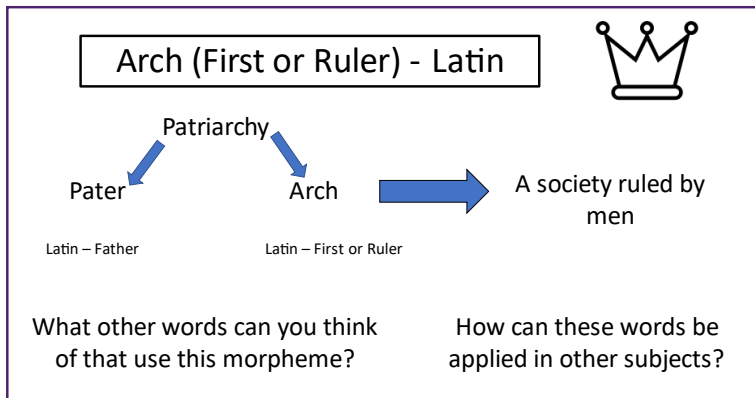 Arch (First or Ruler) - Latin
Patriarchy
Pater
Arch
A society ruled by
men
Latin – Father
Latin – First or Ruler
What other words can you think
of that use this morpheme?
How can these words be
applied in other subjects?